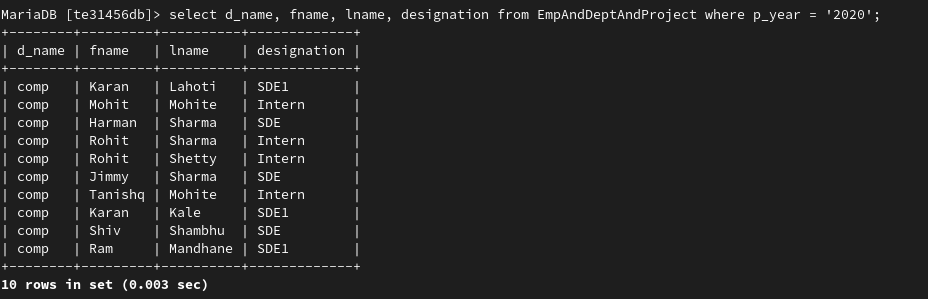 MariaDB [te31456db]> select d_name, fname, lname, designation from EmpAndDeptAndProject where p_year = '2020';
+--------+---------+----------+-------------+
| d_name | fname   | lname    | designation |
+--------+---------+----------+-------------+
| comp   | Karan   | Lahoti   | SDE1        |
| comp   | Mohit   | Mohite   | Intern      |
| comp   | Harman  | Sharma   | SDE         |
| comp   | Rohit   | Sharma   | Intern      |
| comp   | Rohit   | Shetty   | Intern      |
| comp   | Jimmy   | Sharma   | SDE         |
| comp   | Tanishq | Mohite   | Intern      |
| comp   | Karan   | Kale     | SDE1        |
| comp   | Shiv    | Shambhu  | SDE         |
| comp   | Ram     | Mandhane | SDE1        |
+--------+---------+----------+-------------+
10 rows in set (0.003 sec)